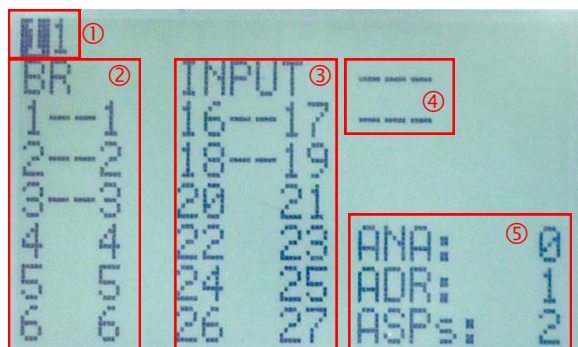 11 ①
BR ② INPUT ③ --- ④
1--1 16--17 ---
2--2 18--19
3--3 20 21
4 4 22 23 ANA: ⑤ 0
5 5 24 25 ADR: 1
6 6 26 27 ASPs: 2